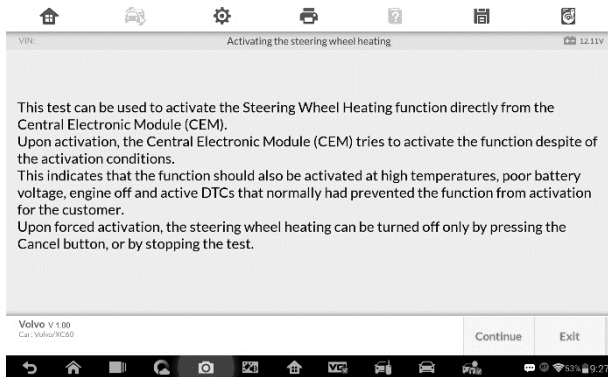 VIN:
Activating the steering wheel heating
12.11V
This test can be used to activate the Steering Wheel Heating function directly from the
Central Electronic Module (CEM).
Upon activation, the Central Electronic Module (CEM) tries to activate the function despite of
the activation conditions.
This indicates that the function should also be activated at high temperatures, poor battery
voltage, engine off and active DTCs that normally had prevented the function from activation
for the customer.
Upon forced activation, the steering wheel heating can be turned off only by pressing the
Cancel button, or by stopping the test.
Volvo V 1.00
Car: Volvo/XC60
Continue
Exit
53% 9:27